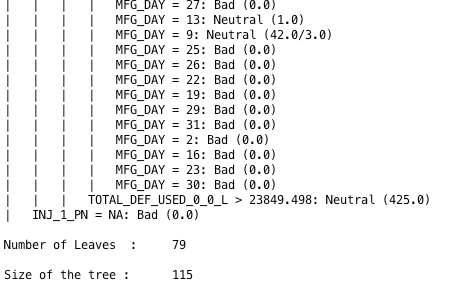 |   |   |   |   MFG_DAY = 27: Bad (0.0)
|   |   |   |   MFG_DAY = 13: Neutral (1.0)
|   |   |   |   MFG_DAY = 9: Neutral (42.0/3.0)
|   |   |   |   MFG_DAY = 25: Bad (0.0)
|   |   |   |   MFG_DAY = 26: Bad (0.0)
|   |   |   |   MFG_DAY = 22: Bad (0.0)
|   |   |   |   MFG_DAY = 19: Bad (0.0)
|   |   |   |   MFG_DAY = 29: Bad (0.0)
|   |   |   |   MFG_DAY = 31: Bad (0.0)
|   |   |   |   MFG_DAY = 2: Bad (0.0)
|   |   |   |   MFG_DAY = 16: Bad (0.0)
|   |   |   |   MFG_DAY = 23: Bad (0.0)
|   |   |   |   MFG_DAY = 30: Bad (0.0)
|   |   |   TOTAL_DEF_USED_0_0_L > 23849.498: Neutral (425.0)
|   INJ_1_PN = NA: Bad (0.0)
Number of Leaves  :     79
Size of the tree :      115